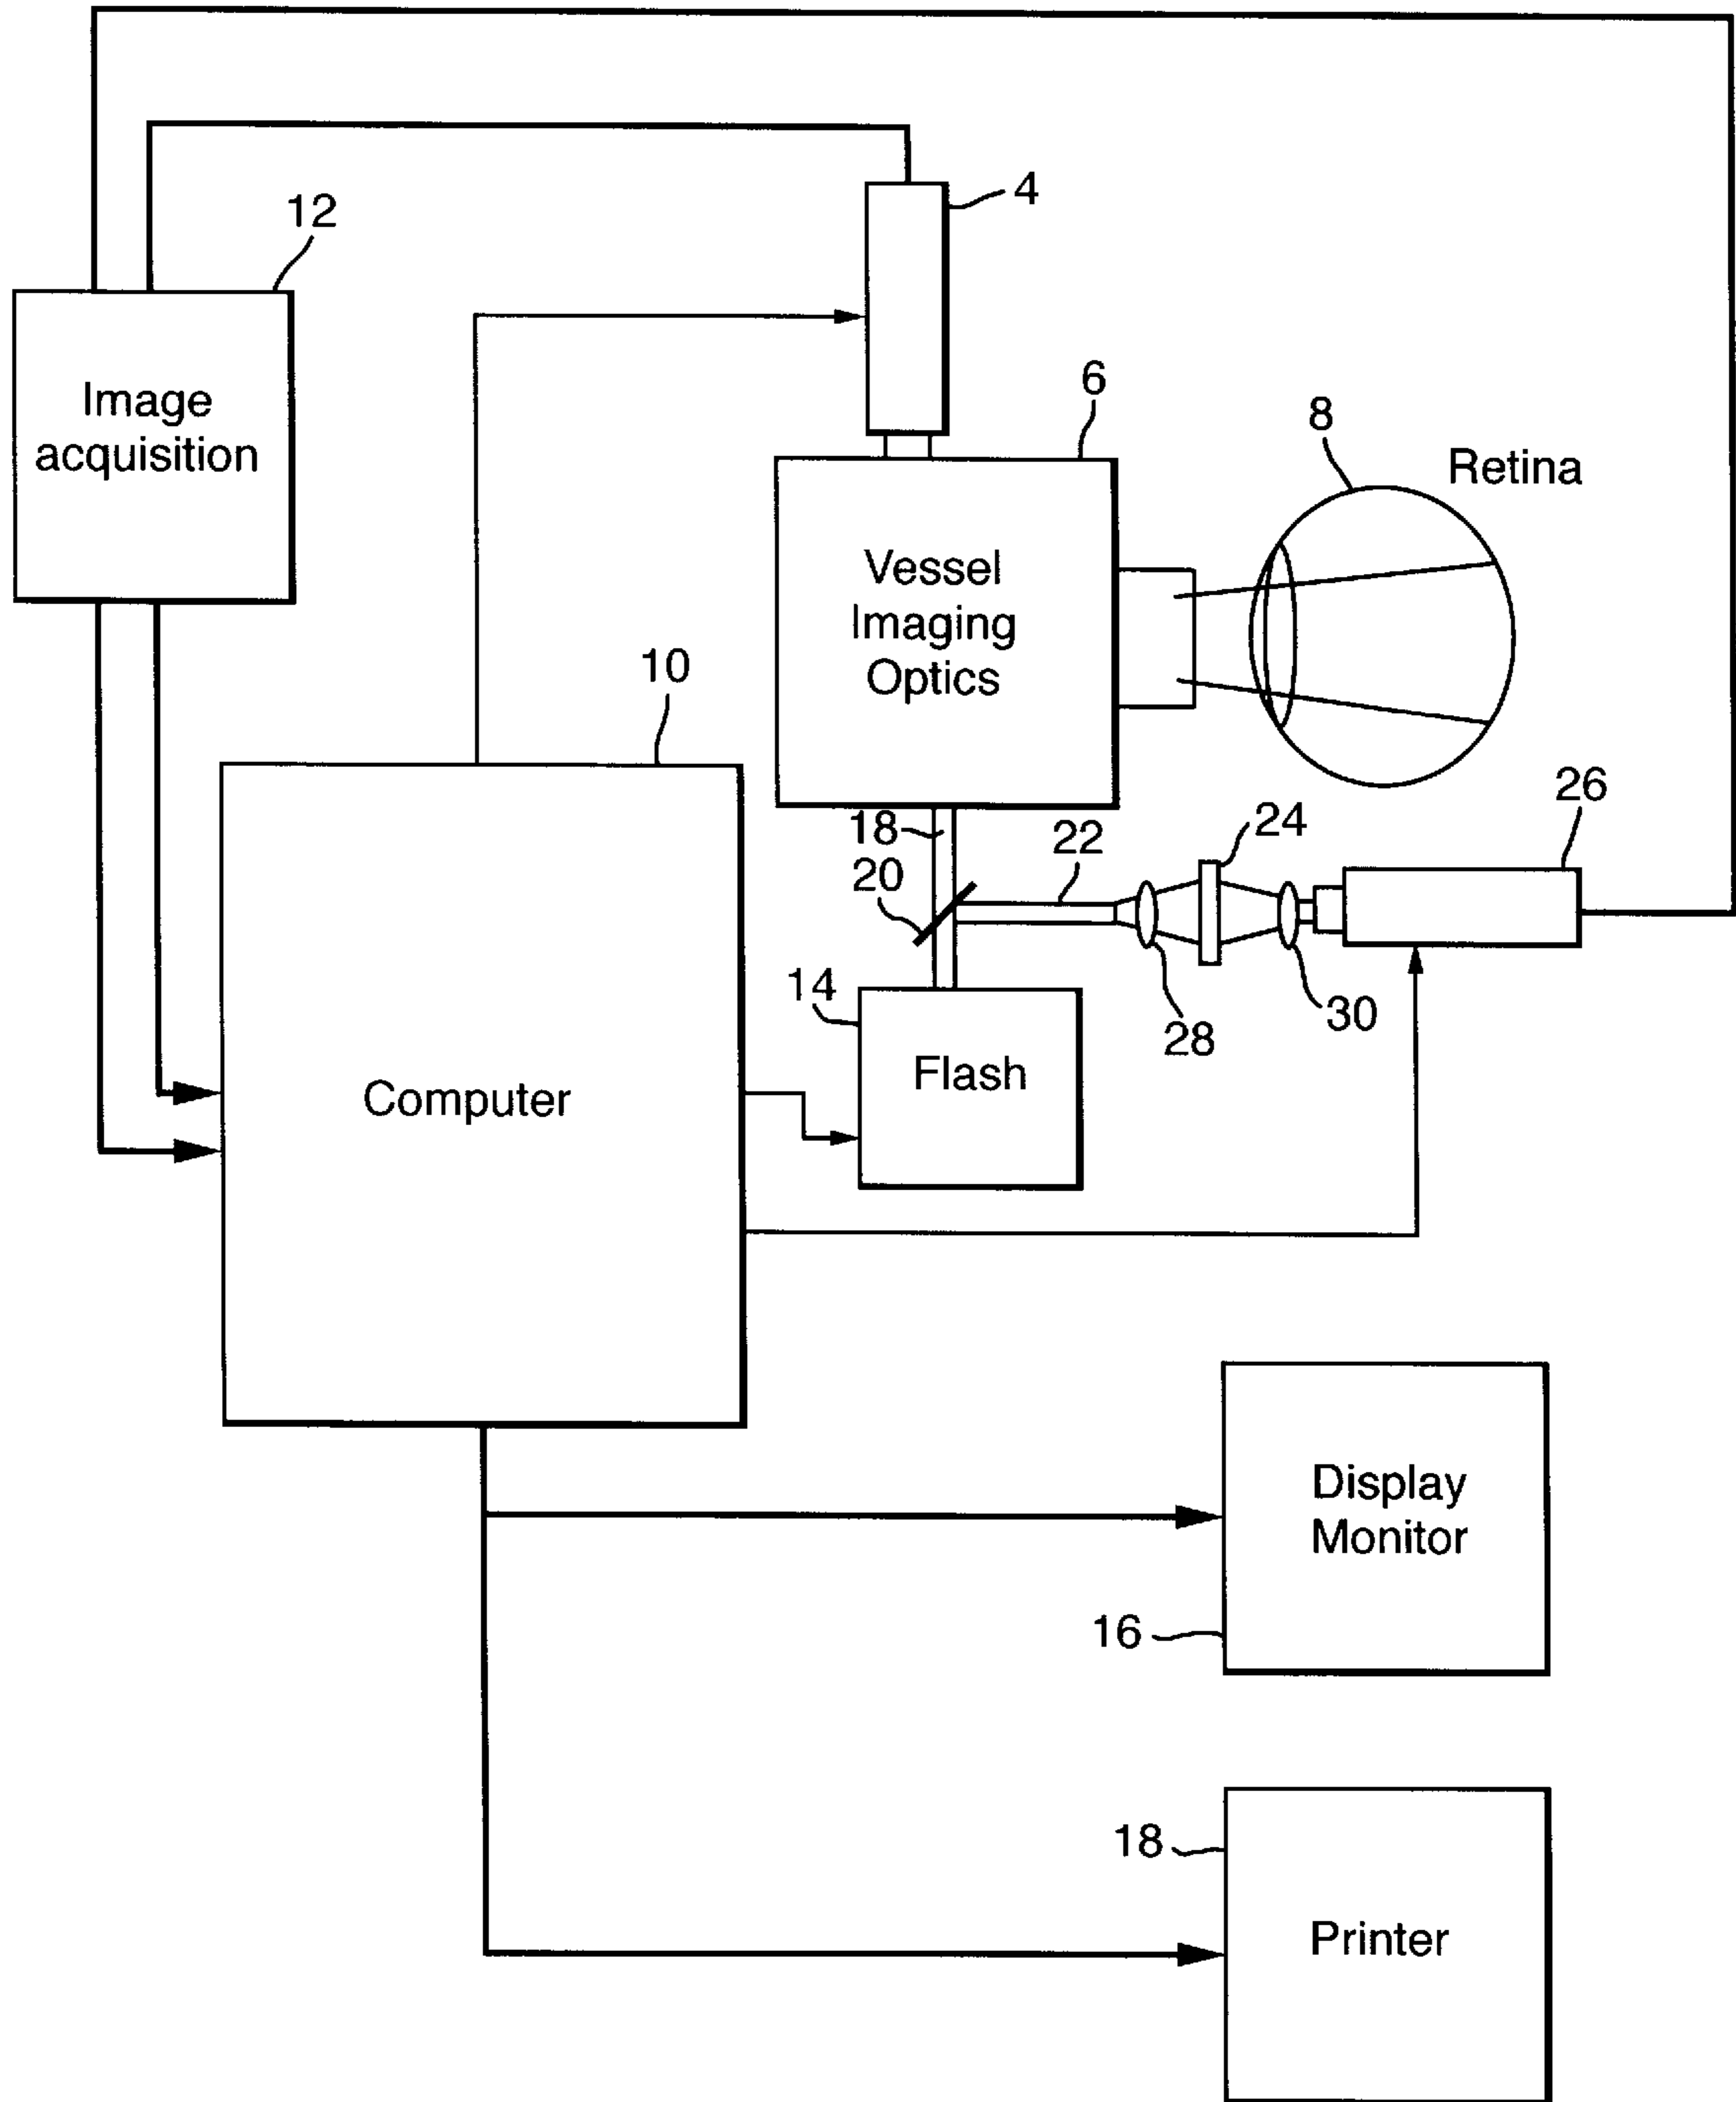 4
12
Image
acquisition
6
8
Retina
Vessel
Imaging
Optics
10
26
18
24
22
20
14
28
30
Flash
Computer
Display
Monitor
16
18
Printer